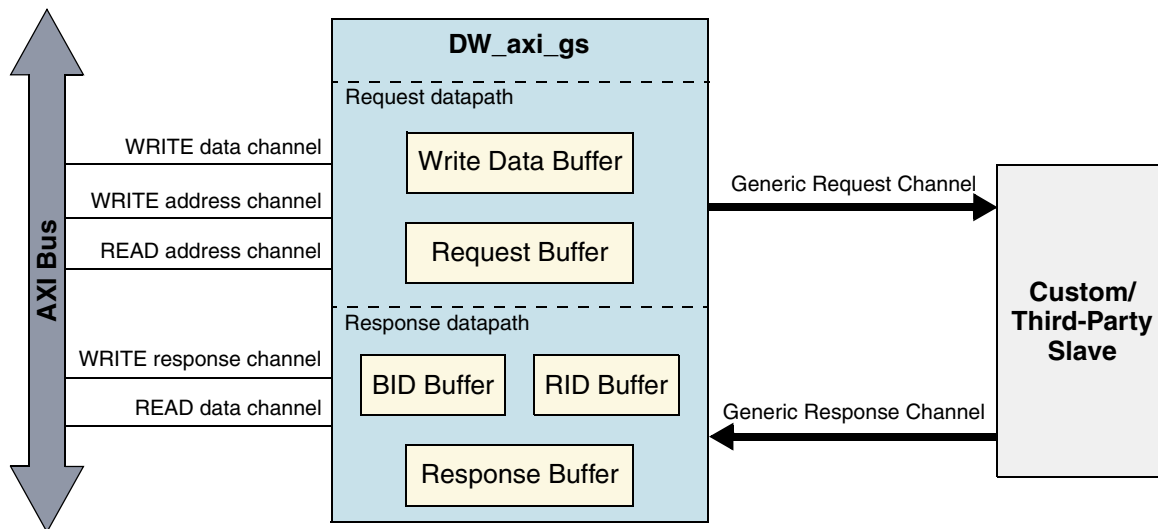 DW_axi_gs
Request datapath
WRITE data channel
Write Data Buffer
Generic Request Channel
WRITE address channel
READ address channel
Request Buffer
AXI Bus
Custom/
Third-Party
Slave
Response datapath
WRITE response channel
BID Buffer
RID Buffer
READ data channel
Generic Response Channel
Response Buffer